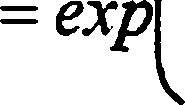 = exp(